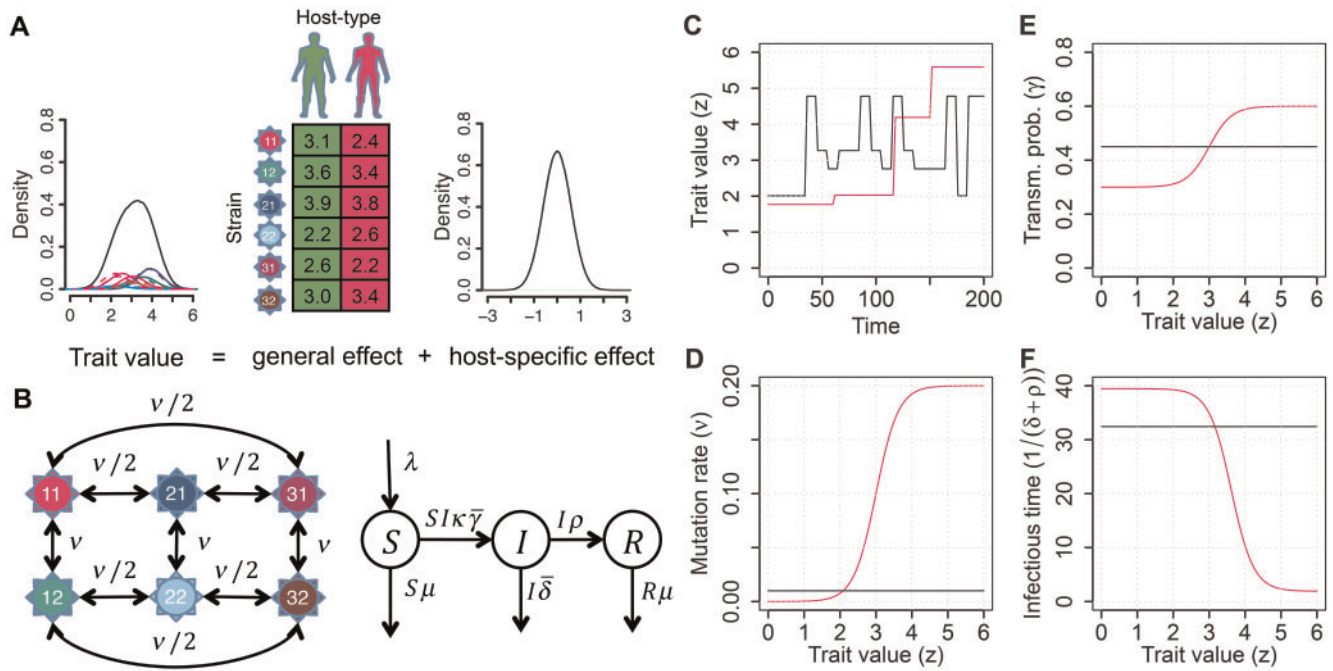 A
Host-type
Density
0.0 0.2 0.4 0.6 0.8
0 2 4 6
Strain
11 3.1 2.4
12 3.6 3.4
21 3.9 3.8
22 2.2 2.6
31 2.6 2.2
32 3.0 3.4
Density
0.0 0.2 0.4 0.6 0.8
−3 −1 1 3
Trait value = general effect + host-specific effect
B
ν/2
ν/2 ν/2
11 21 31
ν ν ν
ν/2 ν/2
12 22 32
ν/2
λ
S SIκγ̄ I Iρ R
Sμ Iδ̄ Rμ
C
Trait value (z)
0 1 2 3 4 5 6
0 50 100 200
Time
D
Mutation rate (ν)
0.00 0.10 0.20
0 1 2 3 4 5 6
Trait value (z)
E
Transm. prob. (γ)
0.0 0.2 0.4 0.6 0.8
0 1 2 3 4 5 6
Trait value (z)
F
Infectious time (1/(δ+ρ))
0 10 20 30 40
0 1 2 3 4 5 6
Trait value (z)